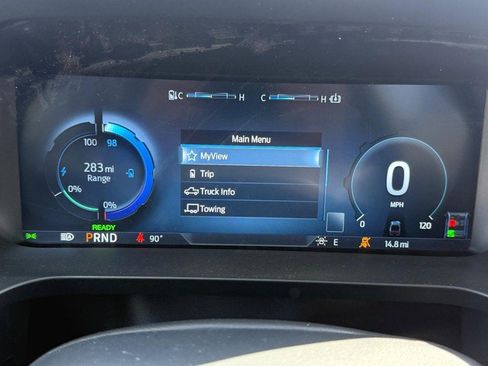 C H C H
Main Menu
MyView
Trip
Truck Info
Towing
100 98
283 mi
Range
0% 0%
READY
PRND 90°
0
MPH
0 120
E 14.8 mi